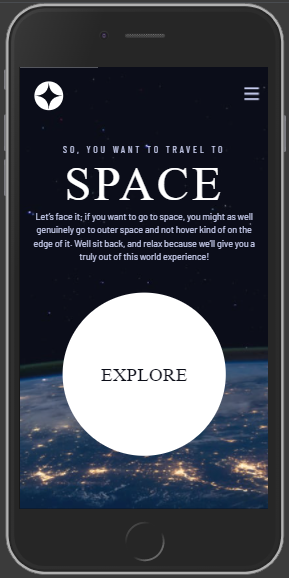 SO, YOU WANT TO TRAVEL TO
SPACE
Let's face it; if you want to go to space, you might as well
genuinely go to outer space and not hover kind of on the
edge of it. Well sit back, and relax because we'll give you a
truly out of this world experience!
EXPLORE